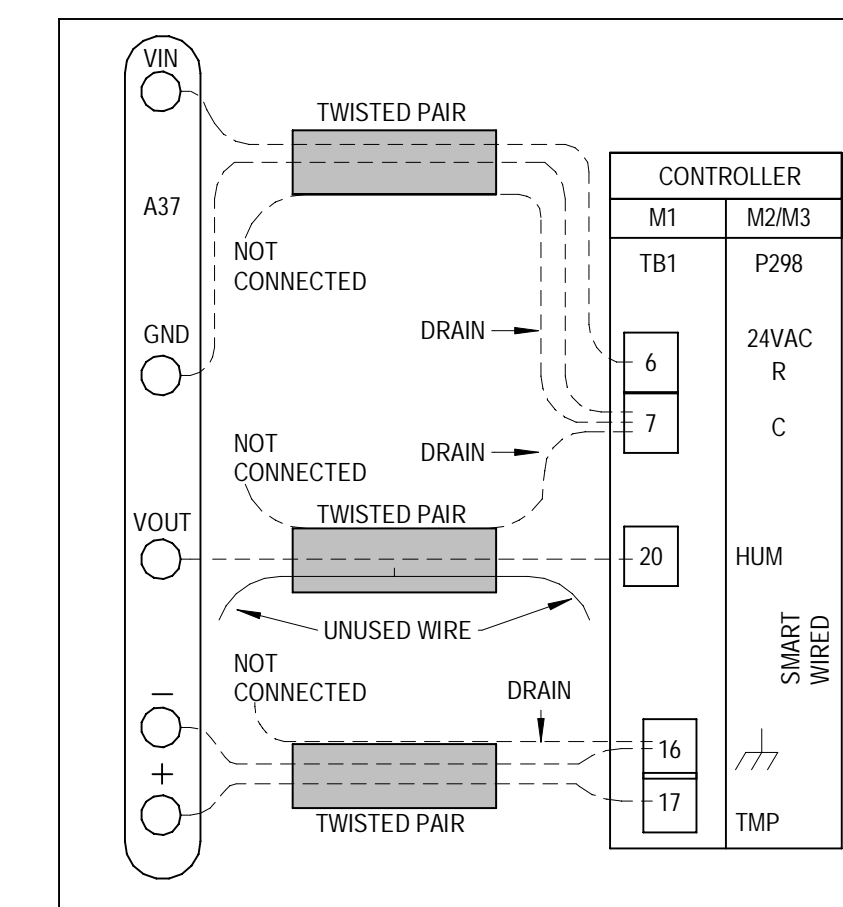 VIN
TWISTED PAIR
CONTROLLER
M1
M2/M3
A37
TB1
P298
NOT
CONNECTED
GND
DRAIN
6
24VAC
R
7
C
NOT
CONNECTED
DRAIN
VOUT
TWISTED PAIR
20
HUM
UNUSED WIRE
SMART
WIRED
NOT
CONNECTED
DRAIN
–
16
+
17
TMP
TWISTED PAIR